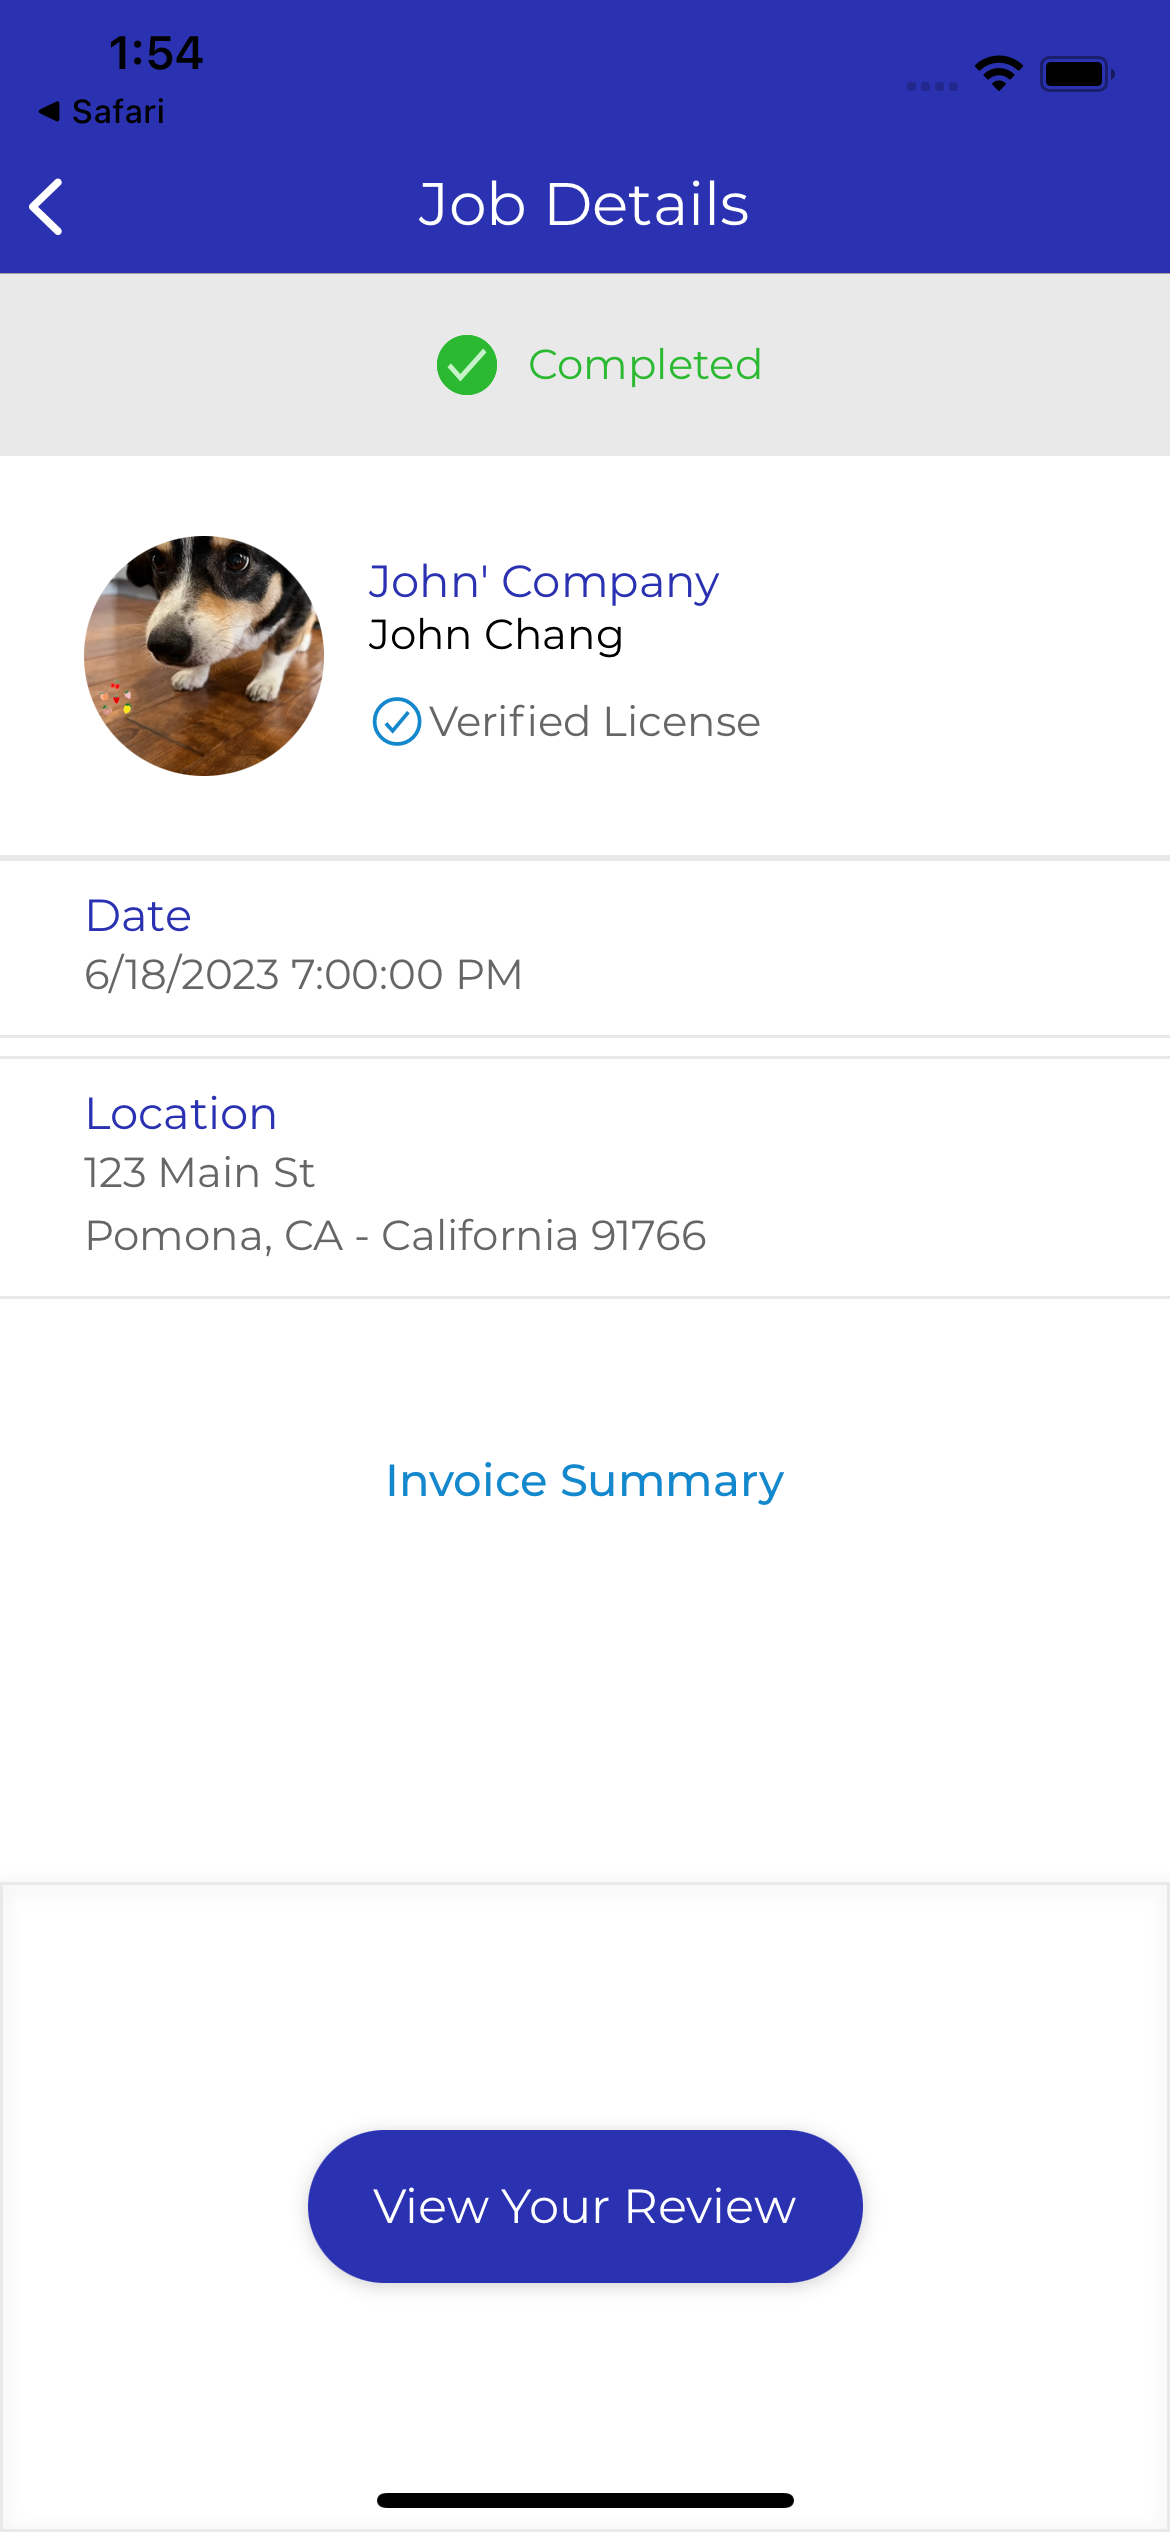 1:54
Safari
Job Details
Completed
John' Company
John Chang
Verified License
Date
6/18/2023 7:00:00 PM
Location
123 Main St
Pomona, CA - California 91766
Invoice Summary
View Your Review